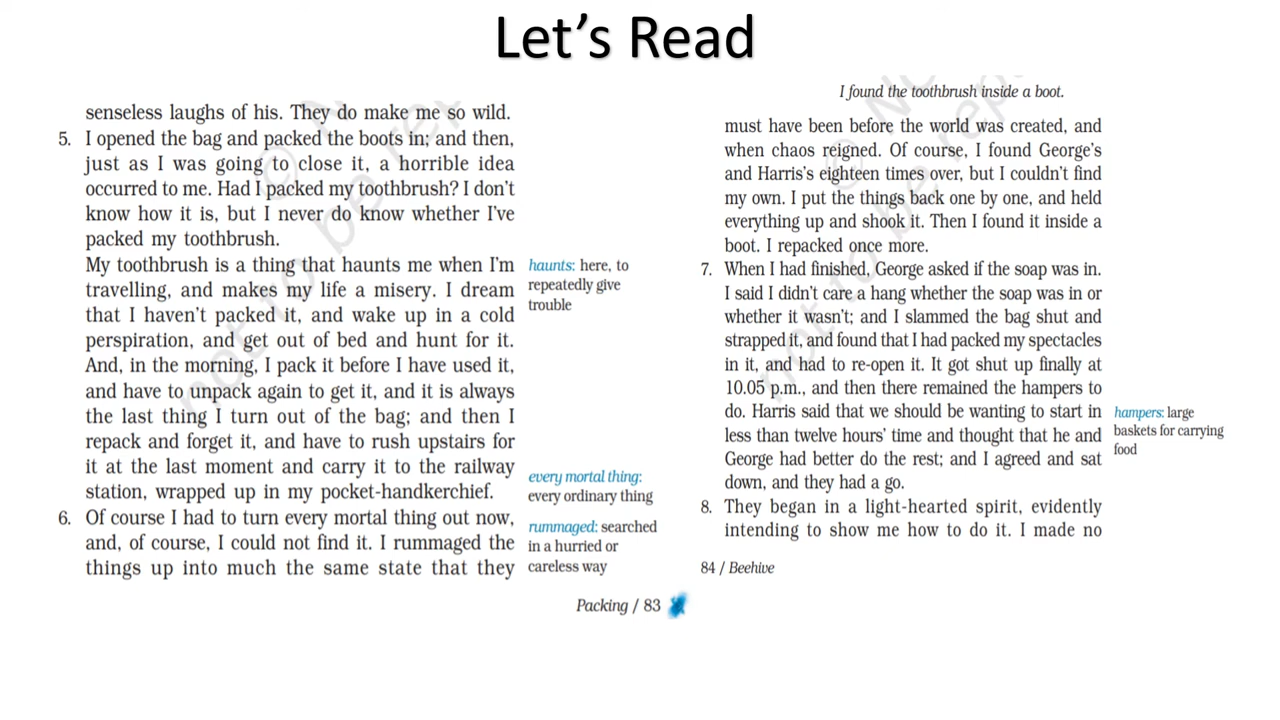 Let's Read
senseless laughs of his. They do make me so wild.
5. I opened the bag and packed the boots in; and then,
just as I was going to close it, a horrible idea
occurred to me. Had I packed my toothbrush? I don't
know how it is, but I never do know whether I've
packed my toothbrush.
My toothbrush is a thing that haunts me when I'm
travelling, and makes my life a misery. I dream
that I haven't packed it, and wake up in a cold
perspiration, and get out of bed and hunt for it.
And, in the morning, I pack it before I have used it,
and have to unpack again to get it, and it is always
the last thing I turn out of the bag; and then I
repack and forget it, and have to rush upstairs for
it at the last moment and carry it to the railway
station, wrapped up in my pocket-handkerchief.
6. Of course I had to turn every mortal thing out now,
and, of course, I could not find it. I rummaged the
things up into much the same state that they
haunts: here, to
repeatedly give
trouble
every mortal thing:
every ordinary thing
rummaged: searched
in a hurried or
careless way
Packing / 83
I found the toothbrush inside a boot.
must have been before the world was created, and
when chaos reigned. Of course, I found George's
and Harris's eighteen times over, but I couldn't find
my own. I put the things back one by one, and held
everything up and shook it. Then I found it inside a
boot. I repacked once more.
7. When I had finished, George asked if the soap was in.
I said I didn't care a hang whether the soap was in or
whether it wasn't; and I slammed the bag shut and
strapped it, and found that I had packed my spectacles
in it, and had to re-open it. It got shut up finally at
10.05 p.m., and then there remained the hampers to
do. Harris said that we should be wanting to start in
less than twelve hours' time and thought that he and
George had better do the rest; and I agreed and sat
down, and they had a go.
8. They began in a light-hearted spirit, evidently
intending to show me how to do it. I made no
hampers: large
baskets for carrying
food
84 / Beehive
© N
not to be rep
© NC
not to be repu